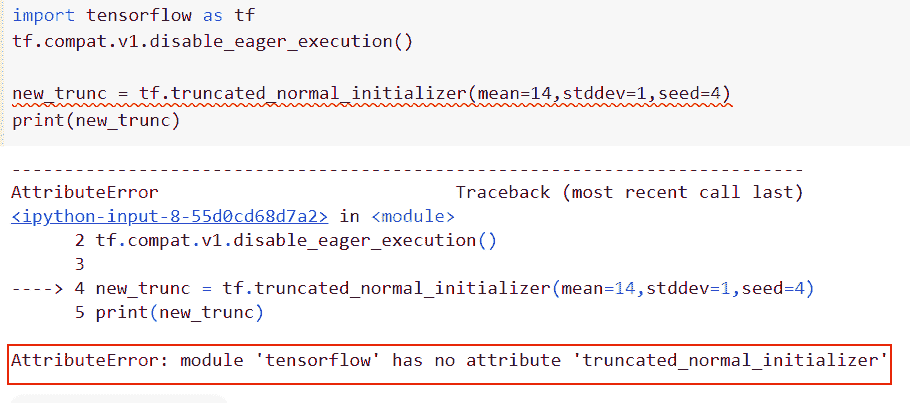 import tensorflow as tf
tf.compat.v1.disable_eager_execution()
new_trunc = tf.truncated_normal_initializer(mean=14,stddev=1,seed=4)
print(new_trunc)
---------------------------------------------------------------------------
AttributeError                            Traceback (most recent call last)
<ipython-input-8-55d0cd68d7a2> in <module>
      2 tf.compat.v1.disable_eager_execution()
      3
----> 4 new_trunc = tf.truncated_normal_initializer(mean=14,stddev=1,seed=4)
      5 print(new_trunc)
AttributeError: module 'tensorflow' has no attribute 'truncated_normal_initializer'